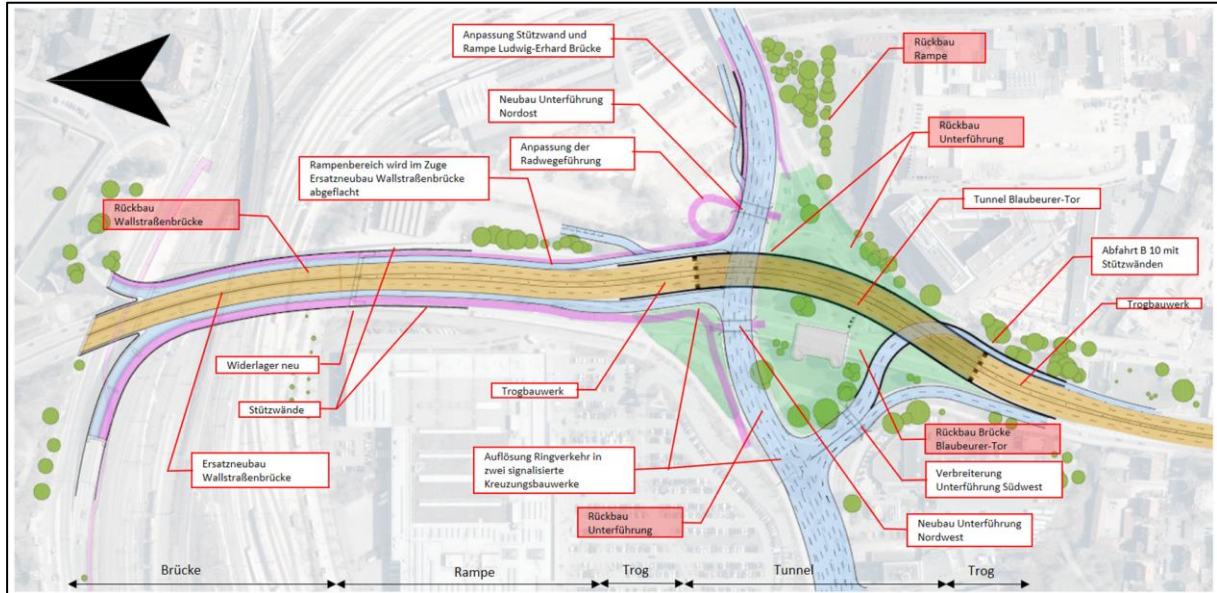 Anpassung Stützwand und
Rampe Ludwig-Erhard Brücke
Rückbau
Rampe
Neubau Unterführung
Nordost
Rückbau
Unterführung
Anpassung der
Radwegeführung
Rampenbereich wird im Zuge
Ersatzneubau Wallstraßenbrücke
abgeflacht
Rückbau
Wallstraßenbrücke
Tunnel Blaubeurer-Tor
Abfahrt B 10 mit
Stützwänden
Trogbauwerk
Widerlager neu
Stützwände
Trogbauwerk
Ersatzneubau
Wallstraßenbrücke
Auflösung Ringverkehr in
zwei signalisierte
Kreuzungsbauwerke
Rückbau
Unterführung
Rückbau Brücke
Blaubeurer-Tor
Verbreiterung
Unterführung Südwest
Neubau Unterführung
Nordwest
Brücke
Rampe
Trog
Tunnel
Trog